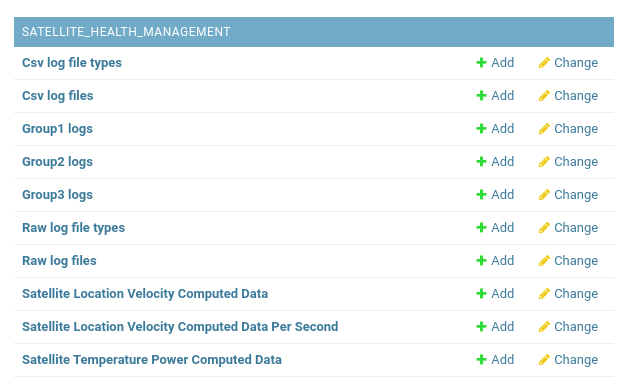 SATELLITE_HEALTH_MANAGEMENT
Csv log file types Add Change
Csv log files Add Change
Group1 logs Add Change
Group2 logs Add Change
Group3 logs Add Change
Raw log file types Add Change
Raw log files Add Change
Satellite Location Velocity Computed Data Add Change
Satellite Location Velocity Computed Data Per Second Add Change
Satellite Temperature Power Computed Data Add Change